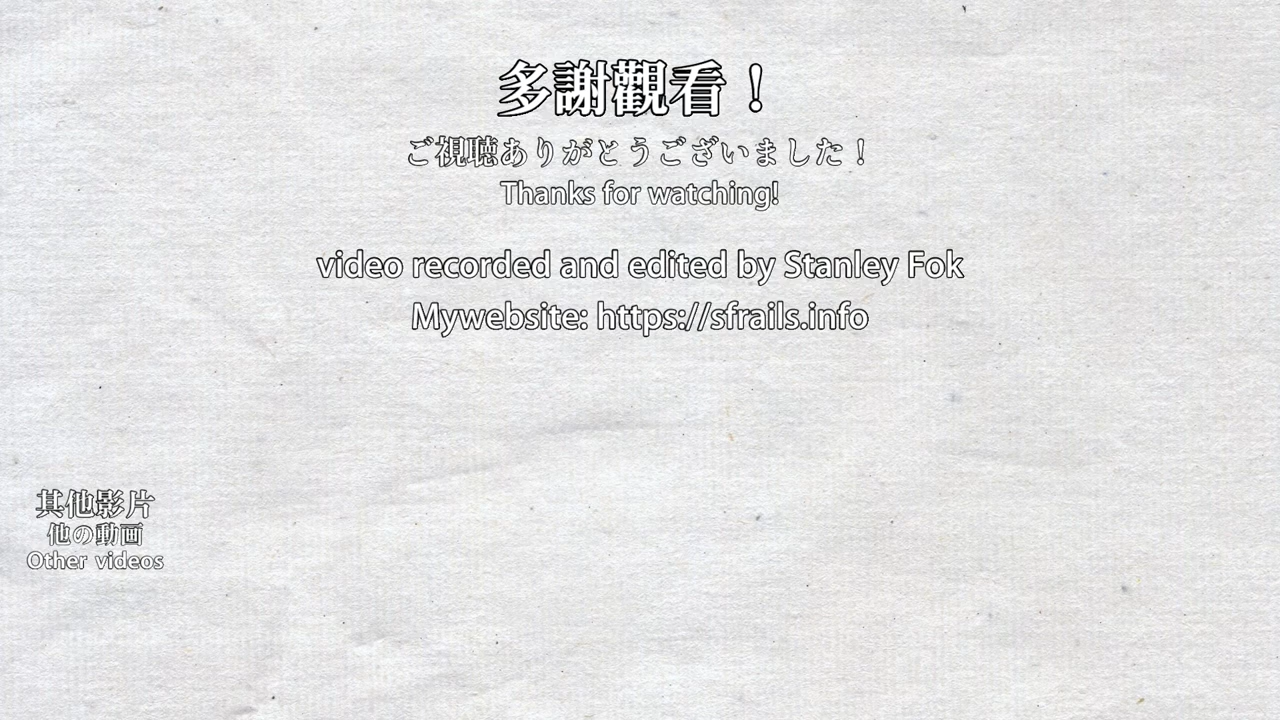 多謝觀看！
ご視聴ありがとうございました！
Thanks for watching!
video recorded and edited by Stanley Fok
Mywebsite: https://sfrails.info
其他影片
他の動画
Other videos